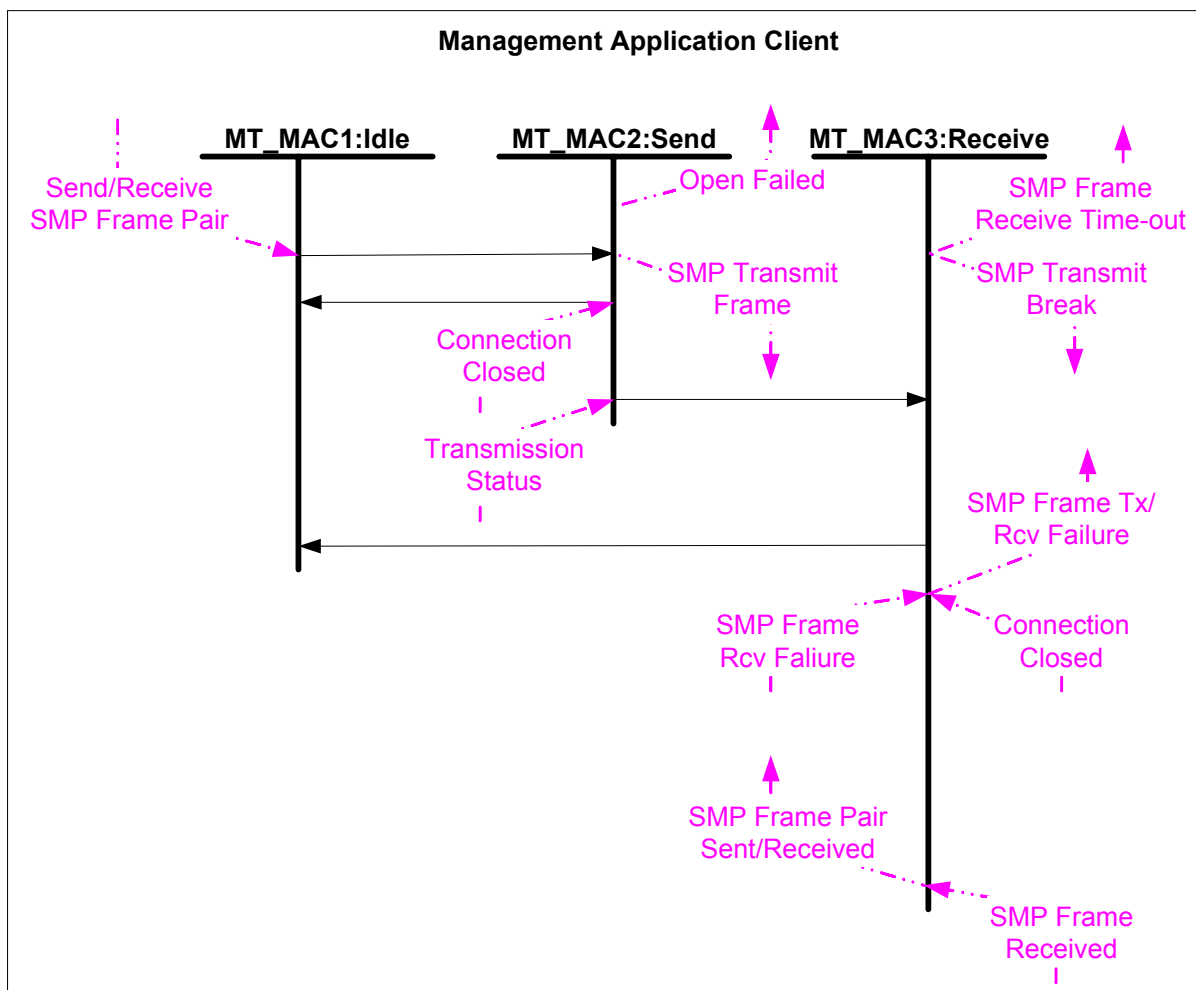 Management Application Client
MT_MAC1:Idle
MT_MAC2:Send
MT_MAC3:Receive
Send/Receive
SMP Frame Pair
Open Failed
SMP Frame
Receive Time-out
SMP Transmit
Frame
SMP Transmit
Break
Connection
Closed
Transmission
Status
SMP Frame Tx/
Rcv Failure
SMP Frame
Rcv Faliure
Connection
Closed
SMP Frame Pair
Sent/Received
SMP Frame
Received